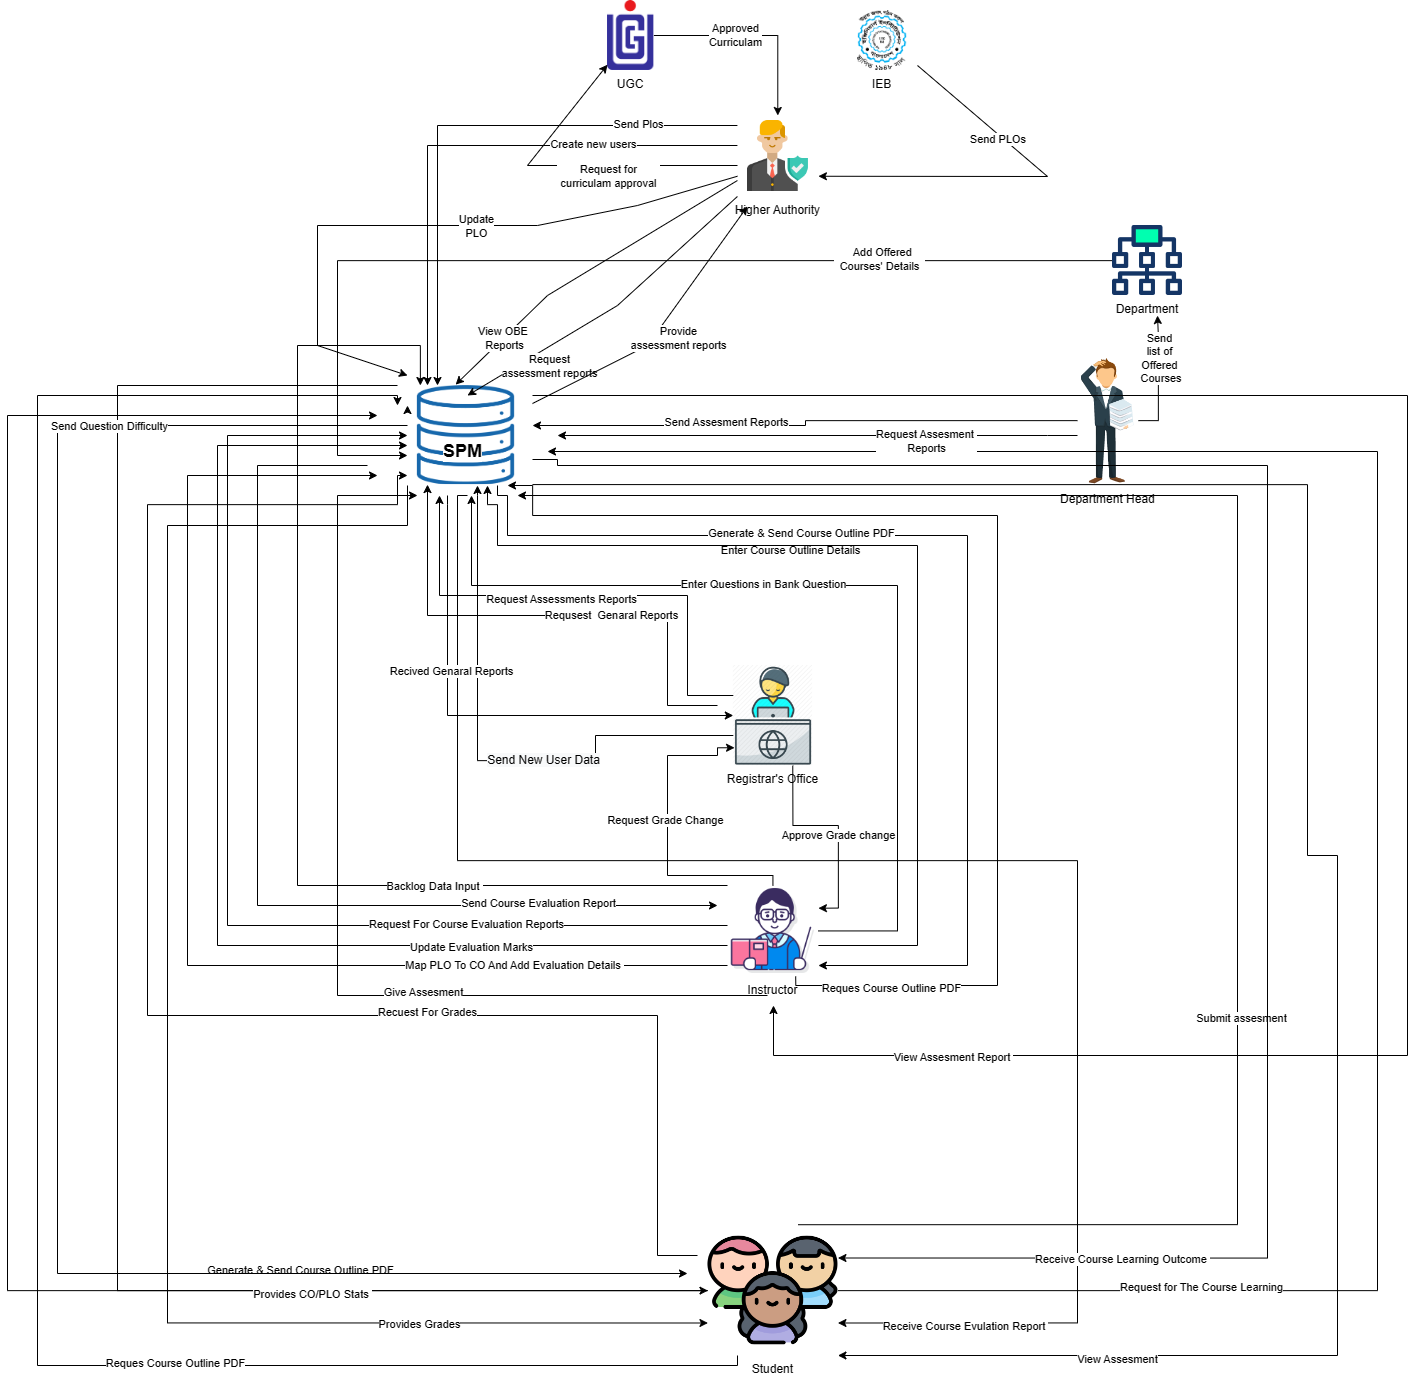 Approved
Curriculam
UGC
IEB
Send Plos
Create new users
Send PLOs
Request for
curriculam approval
Higher Authority
Update
PLO
Add Offered
Courses' Details
Department
View OBE
Reports
Provide
assessment reports
Request
assessment reports
Send
list of
Offered
Courses
Send Question Difficulty
Send Assesment Reports
Request Assesment
Reports
SPM
Department Head
Generate & Send Course Outline PDF
Enter Course Outline Details
Enter Questions in Bank Question
Request Assessments Reports
Requsest  Genaral Reports
Recived Genaral Reports
Send New User Data
Registrar's Office
Request Grade Change
Approve Grade change
Backlog Data Input
Send Course Evaluation Report
Request For Course Evaluation Reports
Update Evaluation Marks
Map PLO To CO And Add Evaluation Details
Give Assesment
Instructor
Reques Course Outline PDF
Recuest For Grades
Submit assesment
View Assesment Report
Receive Course Learning Outcome
Generate & Send Course Outline PDF
Request for The Course Learning
Provides CO/PLO Stats
Provides Grades
Receive Course Evulation Report
Reques Course Outline PDF
View Assesment
Student